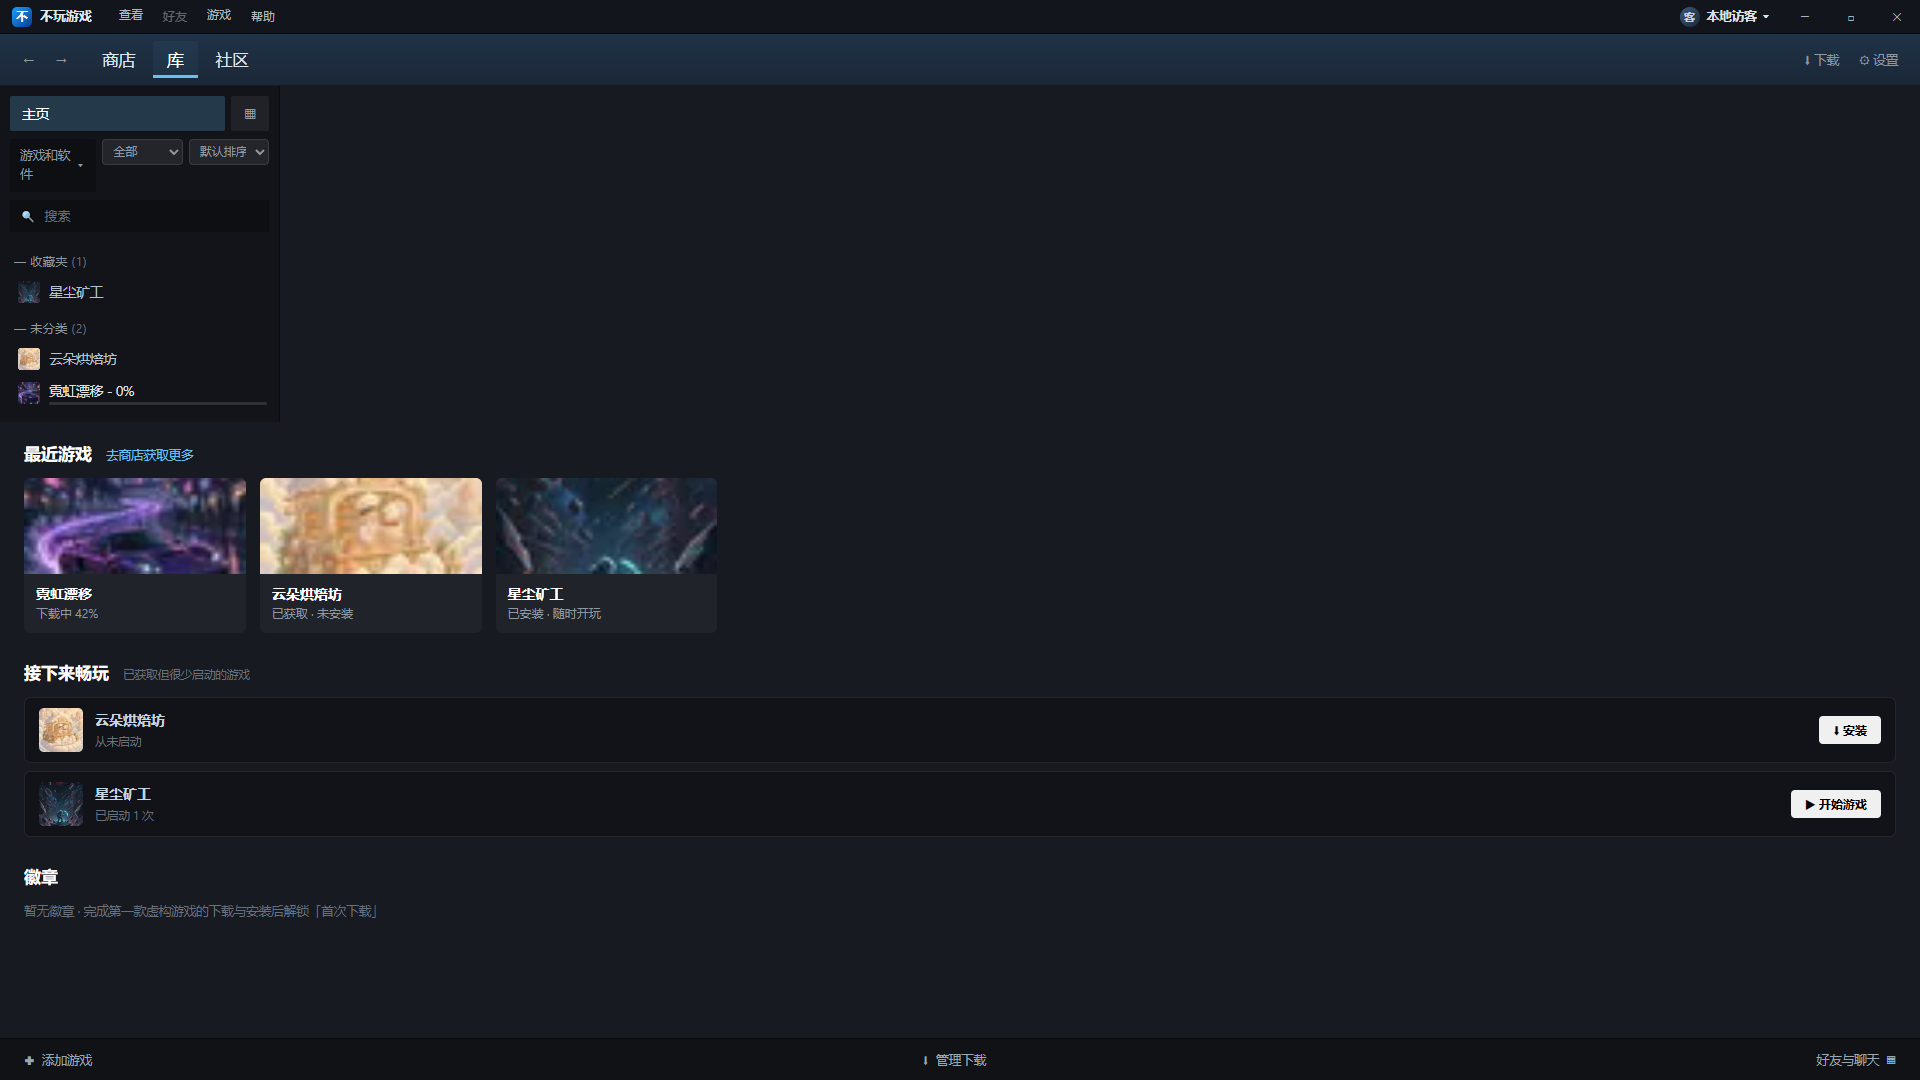 不 不玩游戏 查看 好友 游戏 帮助 客 本地访客
← → 商店 库 社区 ⬇下载 ⚙ 设置
主页
游戏和软件 全部 默认排序
搜索
— 收藏夹 (1)
星尘矿工
— 未分类 (2)
云朵烘焙坊
霓虹漂移 - 0%
最近游戏 去商店获取更多
霓虹漂移
下载中 42%
云朵烘焙坊
已获取 · 未安装
星尘矿工
已安装 · 随时开玩
接下来畅玩 已获取但很少启动的游戏
云朵烘焙坊
从未启动
⬇安装
星尘矿工
已启动 1 次
▶ 开始游戏
徽章
暂无徽章 · 完成第一款虚构游戏的下载与安装后解锁「首次下载」
✚ 添加游戏 ⬇ 管理下载 好友与聊天